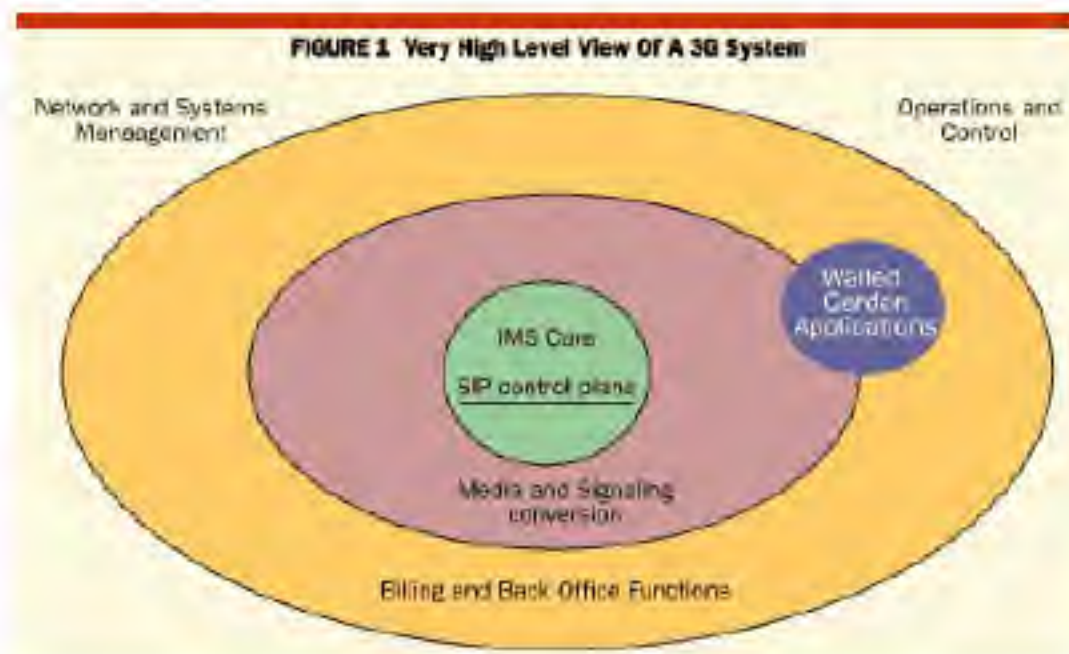 FIGURE 1 Very High Level View Of A 3G System
Network and Systems
Management
Operations and
Control
Walled
Garden
Applications
IMS Core
SIP control plane
Media and Signaling
conversion
Billing and Back Office Functions